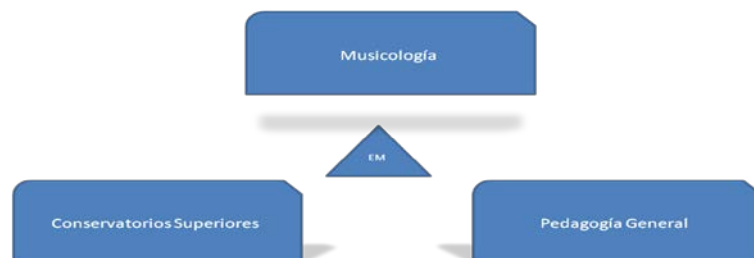 Musicología
EM
Conservatorios Superiores
Pedagogía General